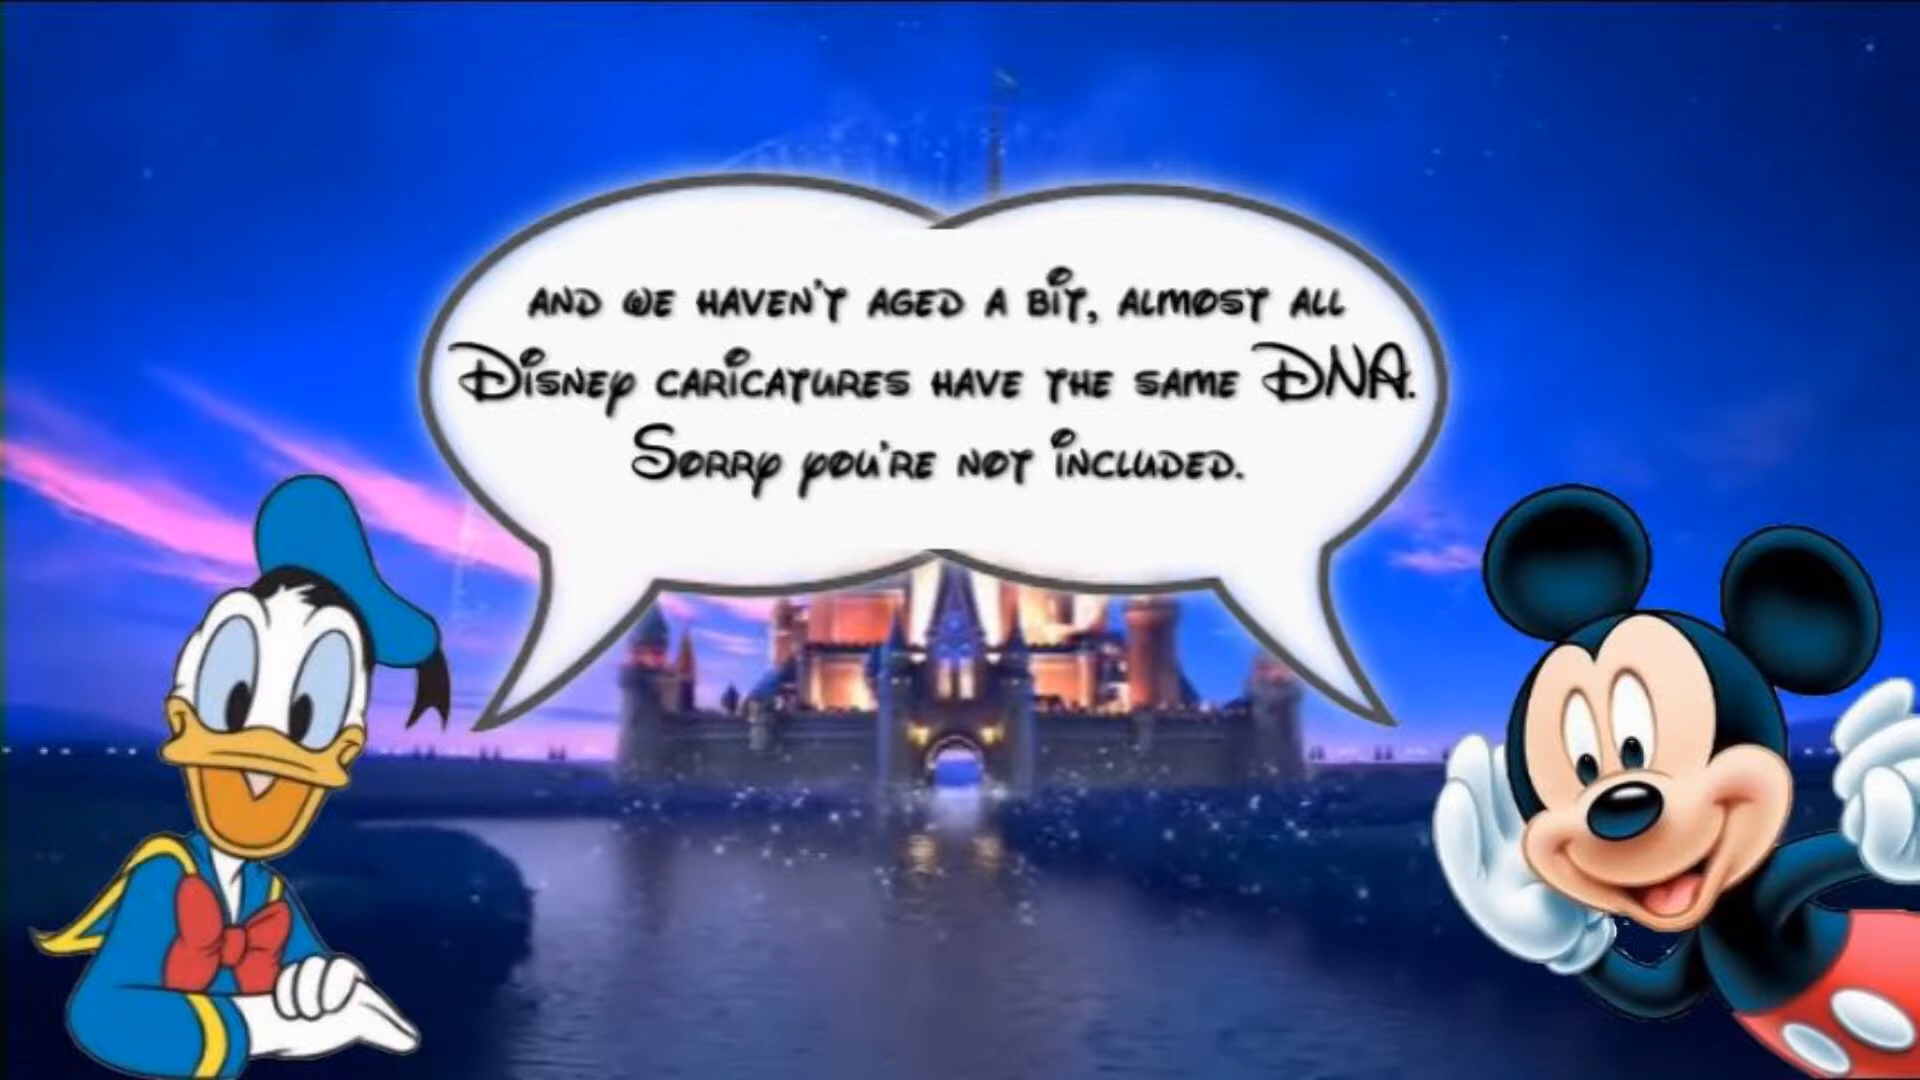 and we haven't aged a bit, almost all
Disney caricatures have the same DNA.
Sorry you're not included.